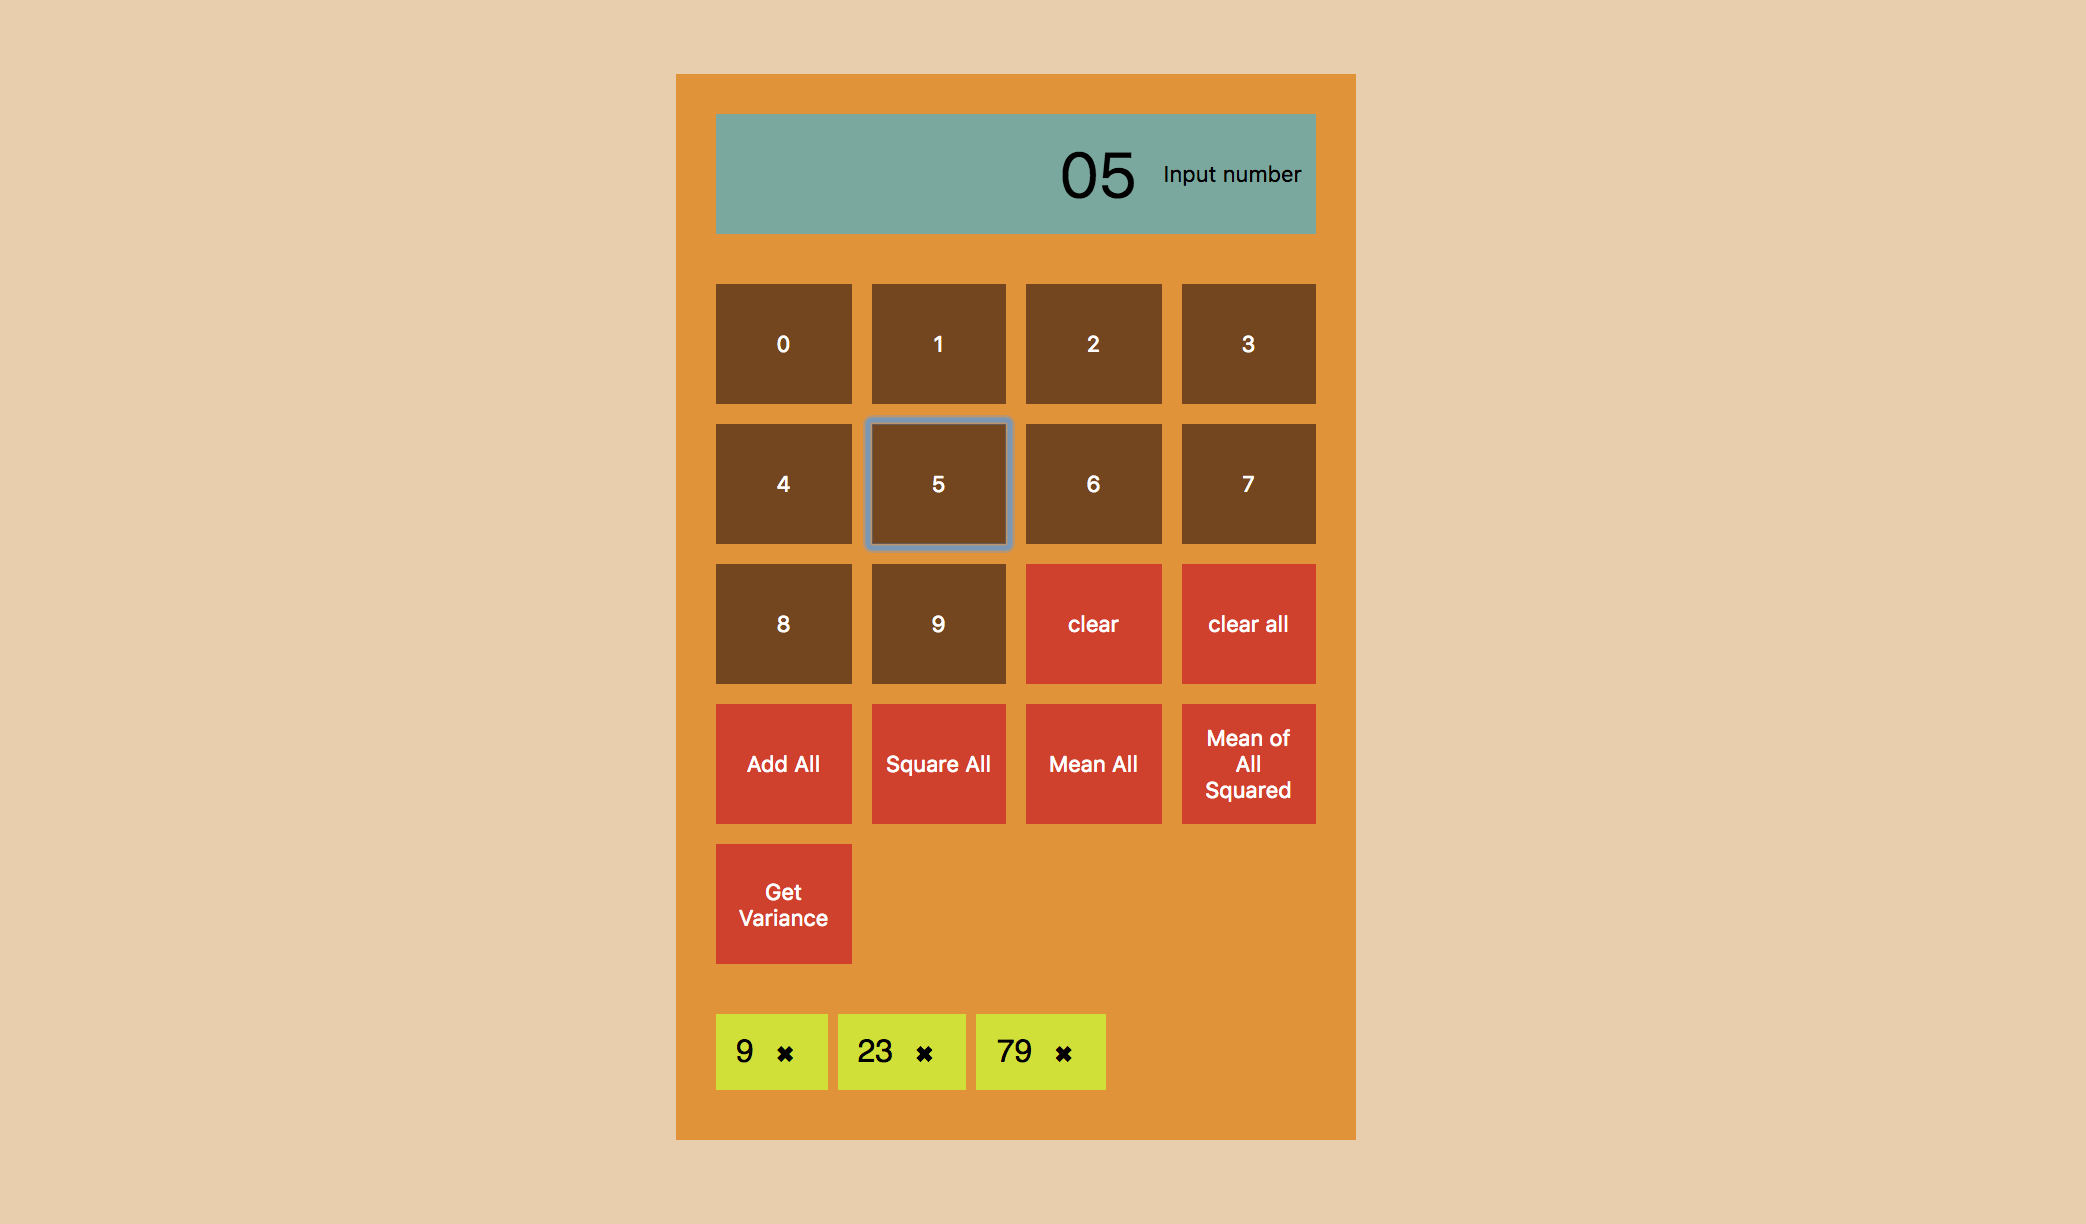 05 Input number
0 1 2 3
4 5 6 7
8 9 clear clear all
Add All Square All Mean All Mean of
All
Squared
Get
Variance
9 ✖ 23 ✖ 79 ✖